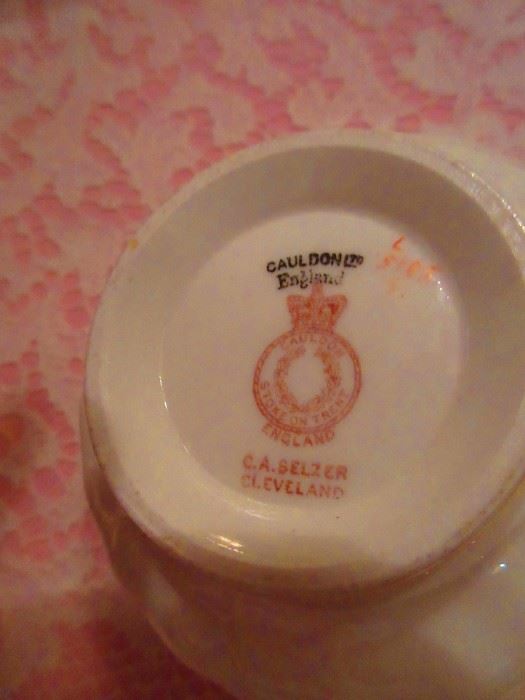 CAULDON LTD
England
CAULDON
STOKE ON TRENT
ENGLAND
C.A. SELZER
CLEVELAND